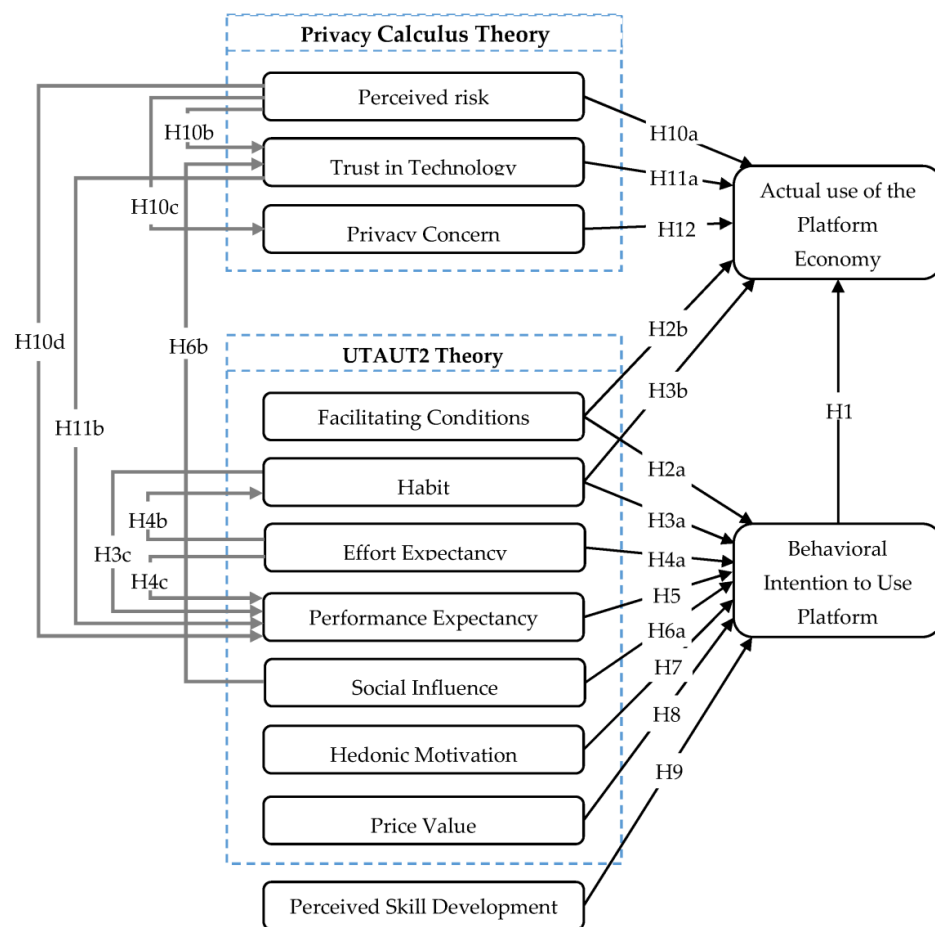 Privacy Calculus Theory
Perceived risk
H10b
H10a
Trust in Technology
H11a
H10c
Privacy Concern
H12
Actual use of the
Platform
Economy
H10d
H6b
H11b
UTAUT2 Theory
H2b
H3b
H1
Facilitating Conditions
H2a
Habit
H3a
H4b
H3c
Effort Expectancy
H4a
H4c
Performance Expectancy
H5
H6a
Behavioral
Intention to Use
Platform
Social Influence
H7
Hedonic Motivation
H8
Price Value
H9
Perceived Skill Development